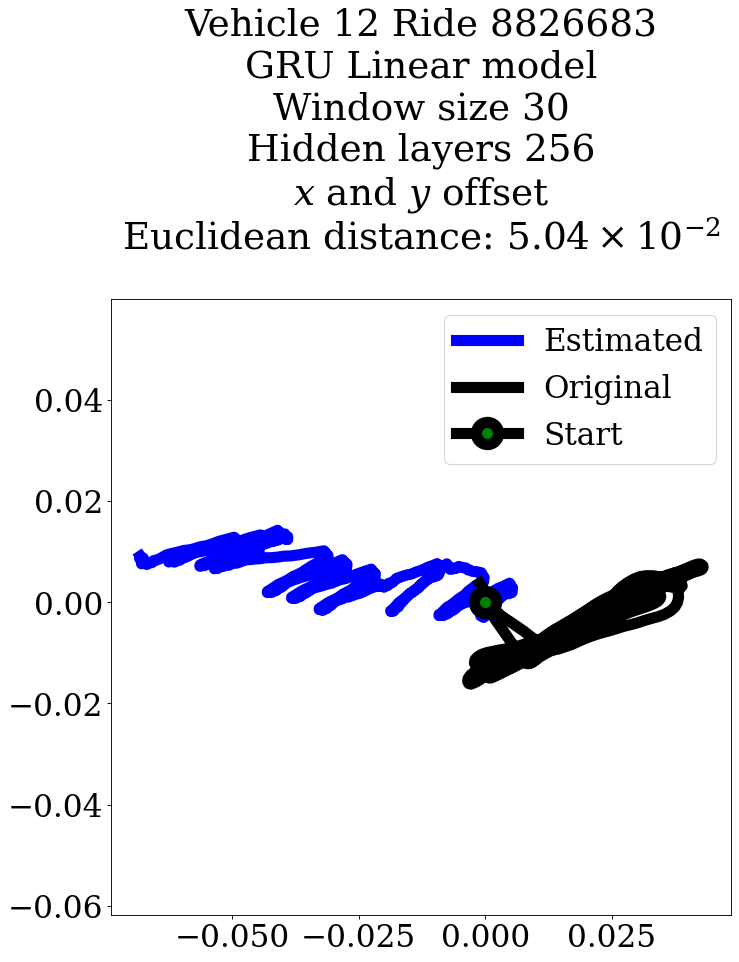 Vehicle 12 Ride 8826683
GRU Linear model
Window size 30
Hidden layers 256
x and y offset
Euclidean distance: 5.04 × 10⁻²
Estimated
Original
Start
0.04
0.02
0.00
−0.02
−0.04
−0.06
−0.050 −0.025 0.000 0.025